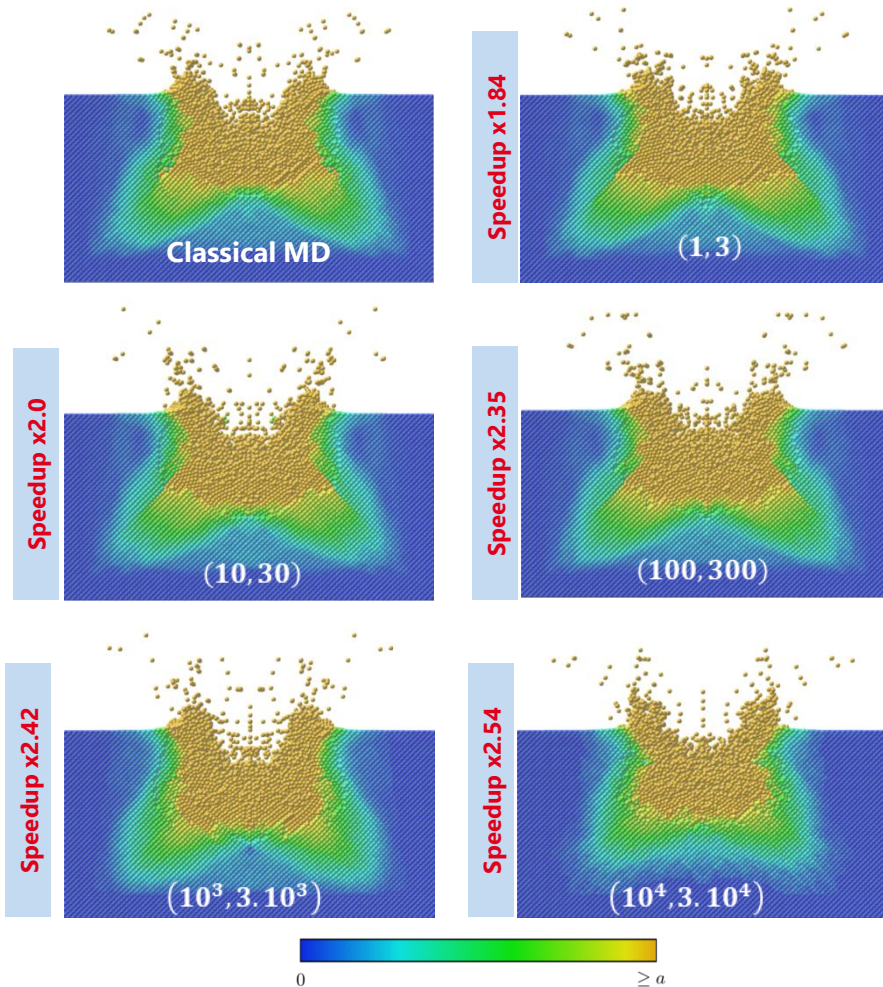 Classical MD
Speedup x1.84
(1, 3)
Speedup x2.0
(10, 30)
Speedup x2.35
(100, 300)
Speedup x2.42
(10³, 3. 10³)
Speedup x2.54
(10⁴, 3. 10⁴)
0
≥ a